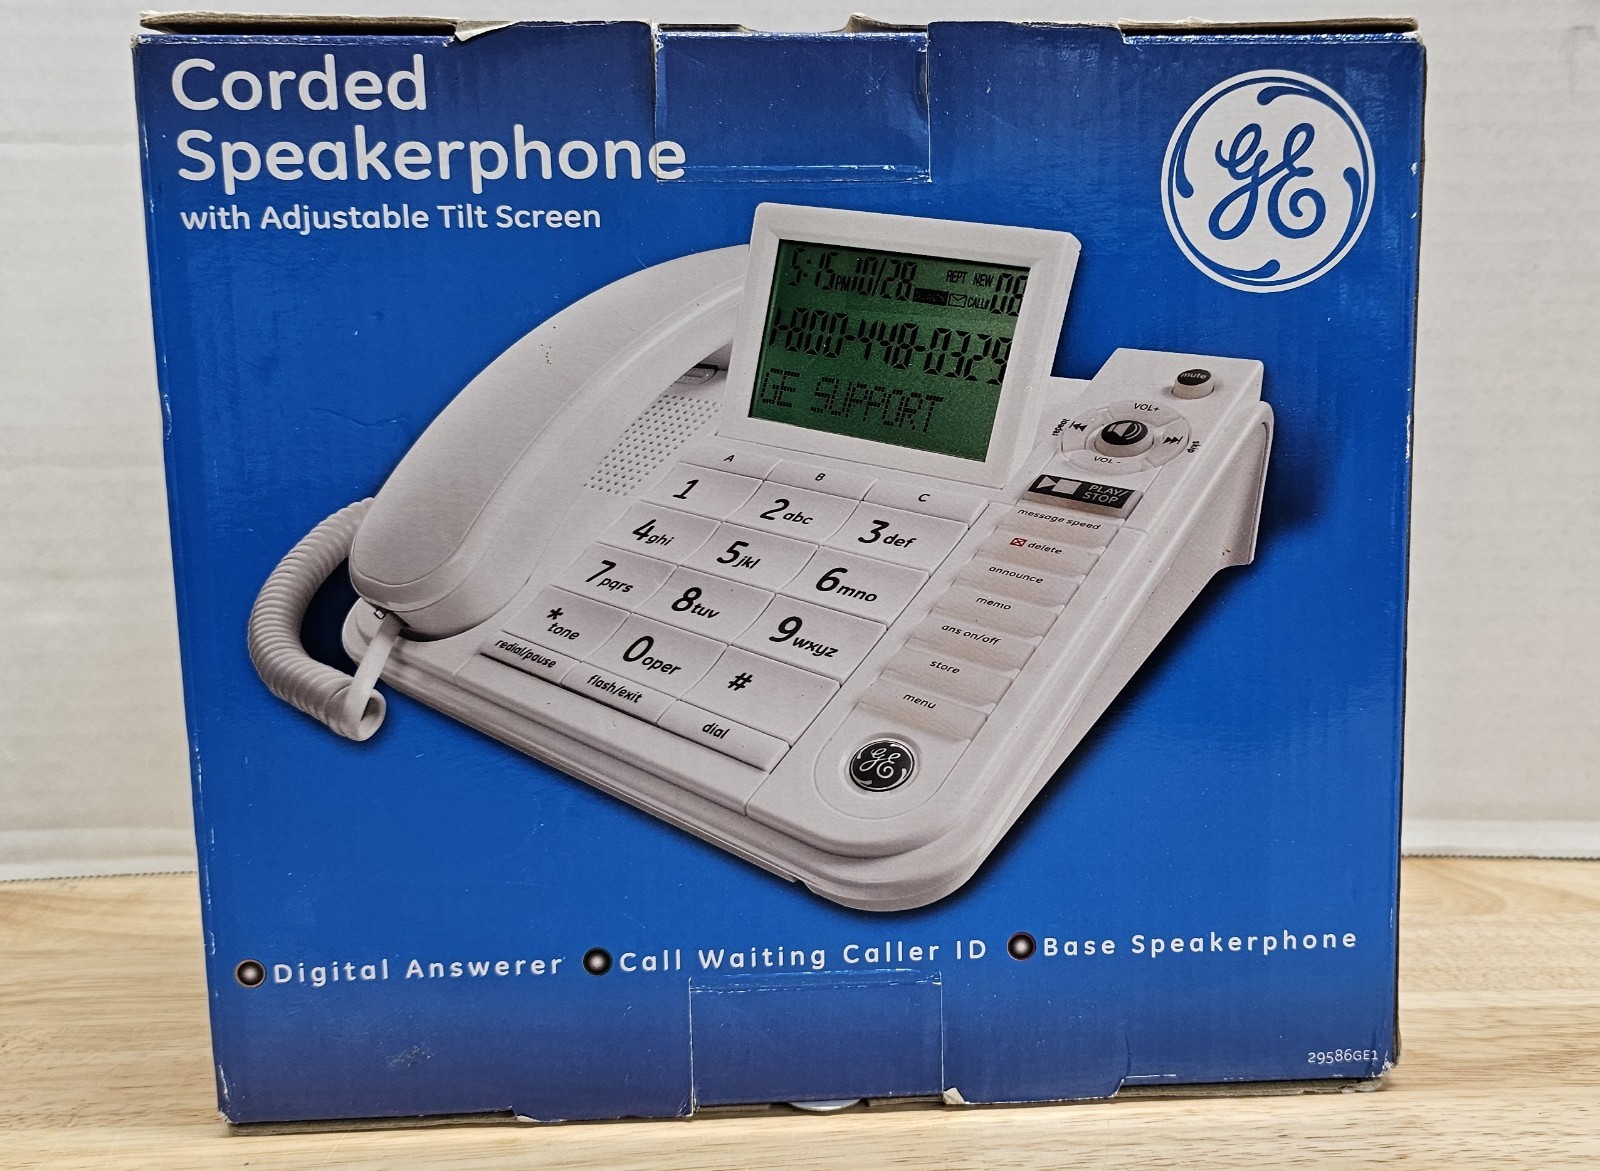 Corded
Speakerphone
with Adjustable Tilt Screen
GE
5:15PM 10/28 REPT NEW 08
CALL#
1-800-448-0329
GE SUPPORT
mute
VOL+
repeat
skip
VOL-
PLAY/
STOP
message speed
delete
announce
memo
ans on/off
store
menu
A B C
1 2abc 3def
4ghi 5jkl 6mno
7pqrs 8tuv 9wxyz
*tone 0oper #
redial/pause flash/exit dial
GE
Digital Answerer Call Waiting Caller ID Base Speakerphone
29586GE1